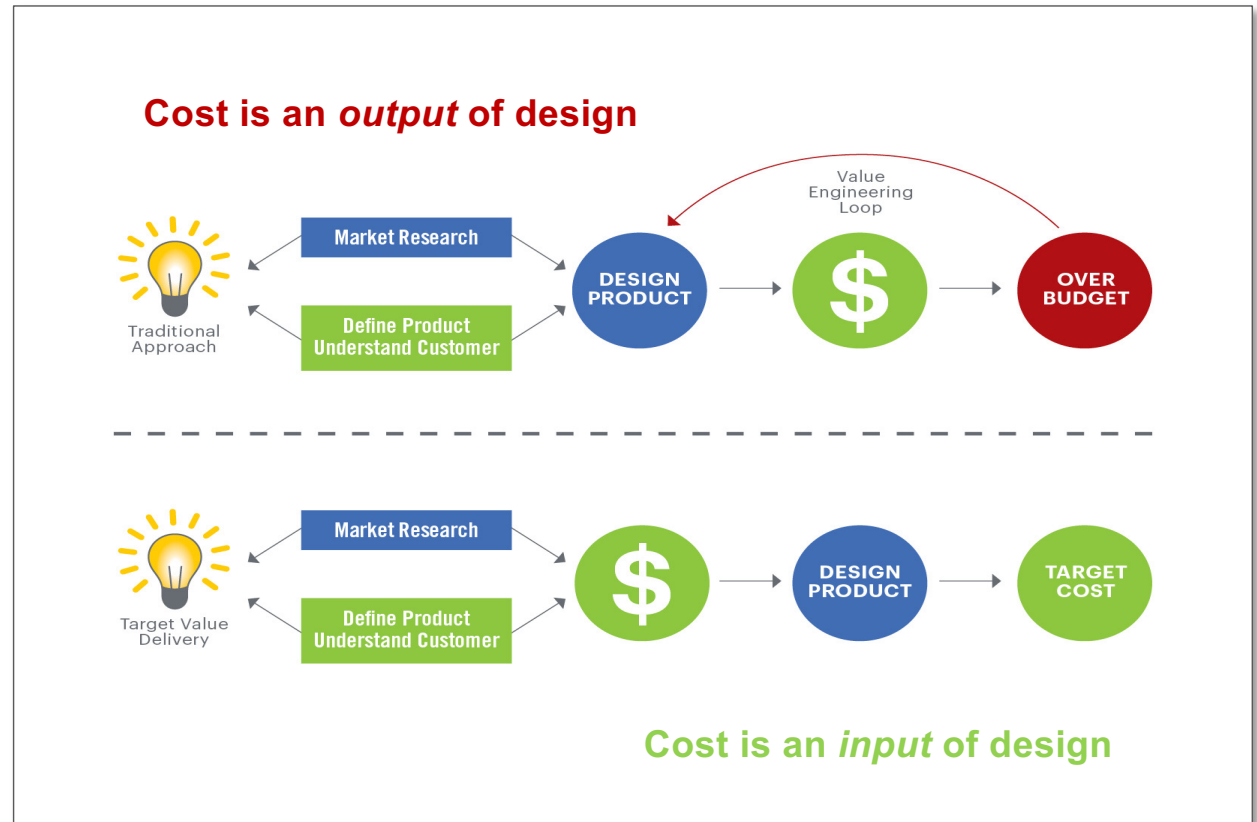 Cost is an output of design
Value
Engineering
Loop
Market Research
DESIGN
PRODUCT
$
OVER
BUDGET
Define Product
Understand Customer
Traditional
Approach
Market Research
$
DESIGN
PRODUCT
TARGET
COST
Define Product
Understand Customer
Target Value
Delivery
Cost is an input of design